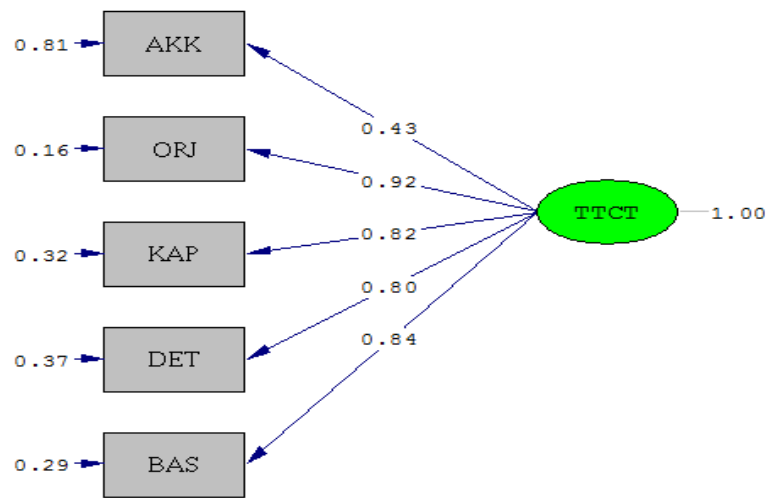 0.81 AKK
0.43
0.16 ORJ
0.92
TTCT 1.00
0.32 KAP
0.82
0.80
0.37 DET
0.84
0.29 BAS